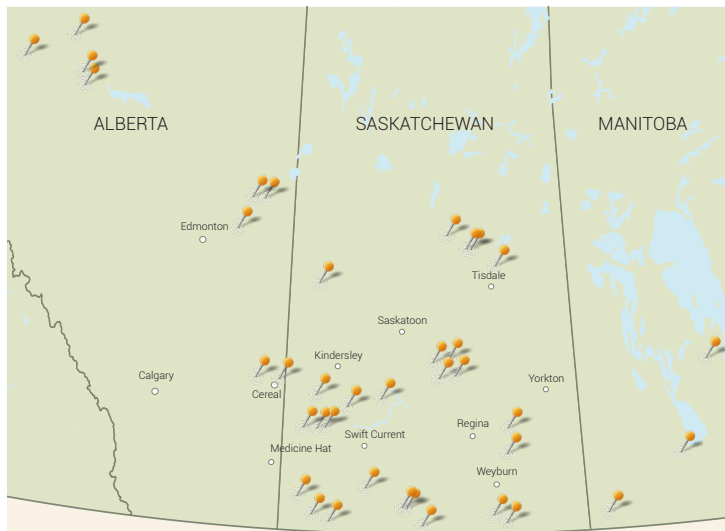 ALBERTA
SASKATCHEWAN
MANITOBA
Edmonton
Tisdale
Saskatoon
Kindersley
Calgary
Cereal
Yorkton
Regina
Swift Current
Medicine Hat
Weyburn